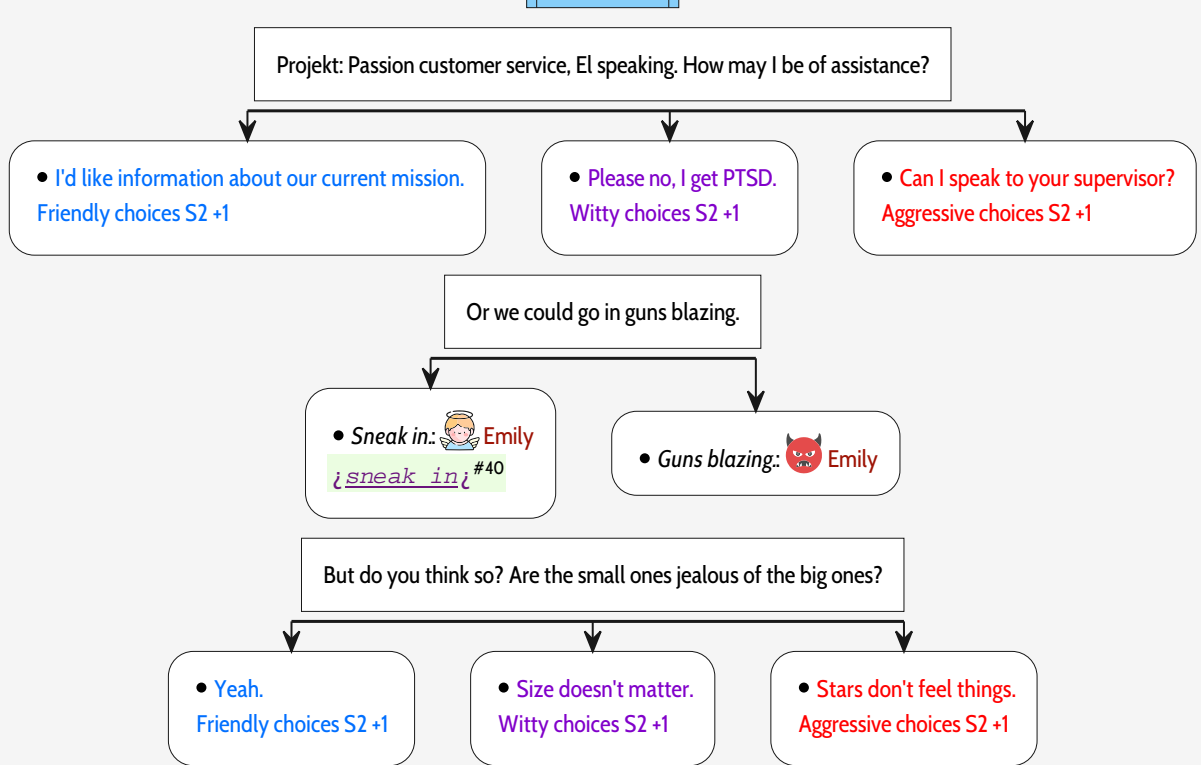 Projekt: Passion customer service, El speaking. How may I be of assistance?
• I'd like information about our current mission.
Friendly choices S2 +1
• Please no, I get PTSD.
Witty choices S2 +1
• Can I speak to your supervisor?
Aggressive choices S2 +1
Or we could go in guns blazing.
• Sneak in.: Emily
¿sneak in¿#40
• Guns blazing.: Emily
But do you think so? Are the small ones jealous of the big ones?
• Yeah.
Friendly choices S2 +1
• Size doesn't matter.
Witty choices S2 +1
• Stars don't feel things.
Aggressive choices S2 +1